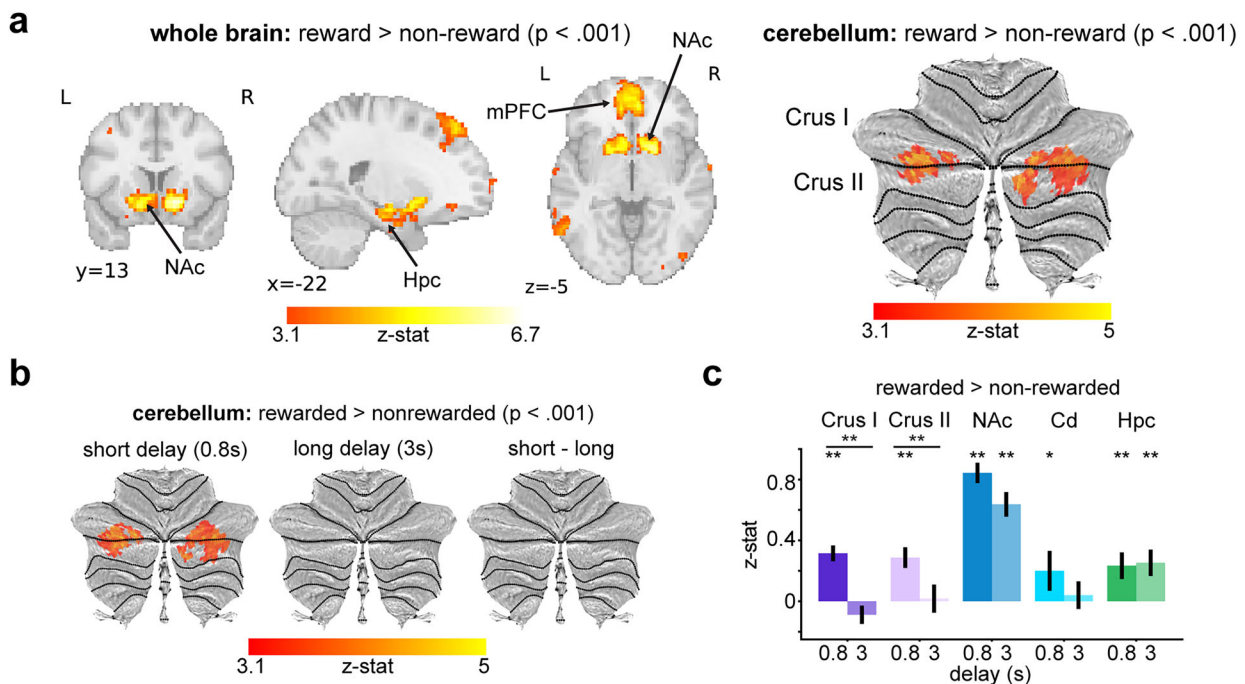 a
whole brain: reward > non-reward (p < .001)
L
R
NAc
y=13
x=-22
Hpc
L
NAc
R
mPFC
z=-5
3.1
z-stat
6.7
cerebellum: reward > non-reward (p < .001)
Crus I
Crus II
3.1
z-stat
5
b
cerebellum: rewarded > nonrewarded (p < .001)
short delay (0.8s)
long delay (3s)
short - long
3.1
z-stat
5
c
rewarded > non-rewarded
Crus I Crus II NAc Cd Hpc
** **
** ** ** ** * ** **
z-stat
0.8
0.4
0
0.8 3 0.8 3 0.8 3 0.8 3 0.8 3
delay (s)